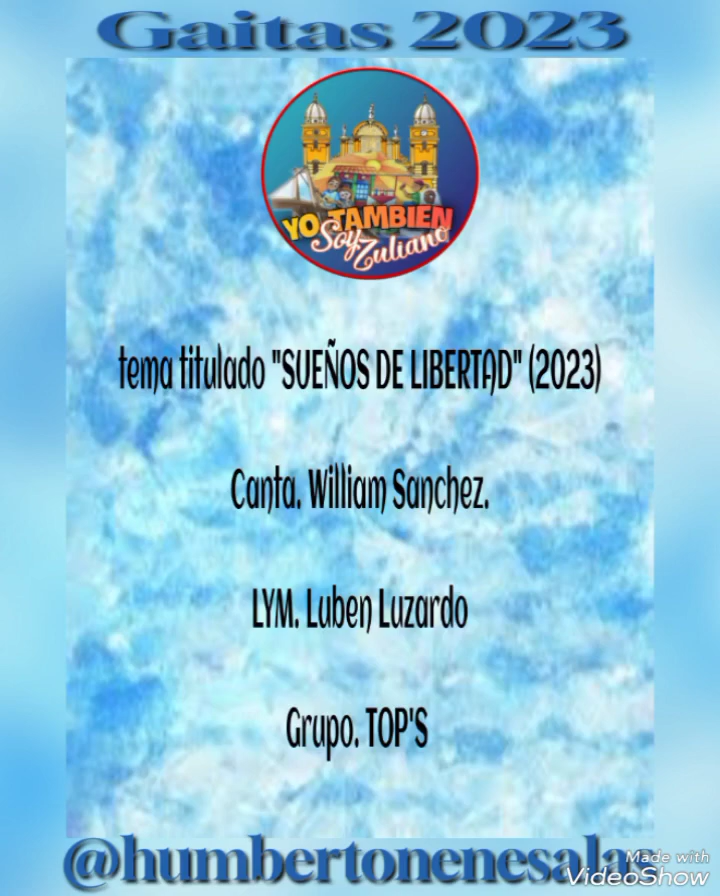 Gaitas 2023
YO TAMBIEN
Soy Zuliano
tema titulado "SUEÑOS DE LIBERTAD" (2023)
Canta. William Sanchez.
LYM. Luben Luzardo
Grupo. TOP'S
Made with
VideoShow